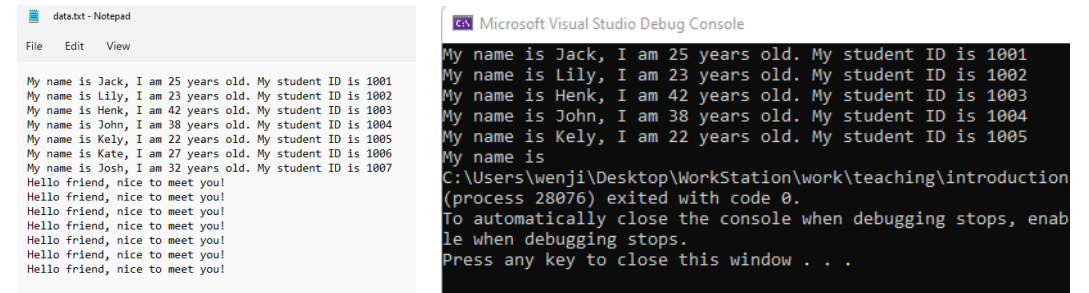 data.txt - Notepad
File Edit View
My name is Jack, I am 25 years old. My student ID is 1001
My name is Lily, I am 23 years old. My student ID is 1002
My name is Henk, I am 42 years old. My student ID is 1003
My name is John, I am 38 years old. My student ID is 1004
My name is Kely, I am 22 years old. My student ID is 1005
My name is Kate, I am 27 years old. My student ID is 1006
My name is Josh, I am 32 years old. My student ID is 1007
Hello friend, nice to meet you!
Hello friend, nice to meet you!
Hello friend, nice to meet you!
Hello friend, nice to meet you!
Hello friend, nice to meet you!
Hello friend, nice to meet you!
Hello friend, nice to meet you!
Microsoft Visual Studio Debug Console
My name is Jack, I am 25 years old. My student ID is 1001
My name is Lily, I am 23 years old. My student ID is 1002
My name is Henk, I am 42 years old. My student ID is 1003
My name is John, I am 38 years old. My student ID is 1004
My name is Kely, I am 22 years old. My student ID is 1005
My name is
C:\Users\wenji\Desktop\WorkStation\work\teaching\introduction
(process 28076) exited with code 0.
To automatically close the console when debugging stops, enab
le when debugging stops.
Press any key to close this window . . .